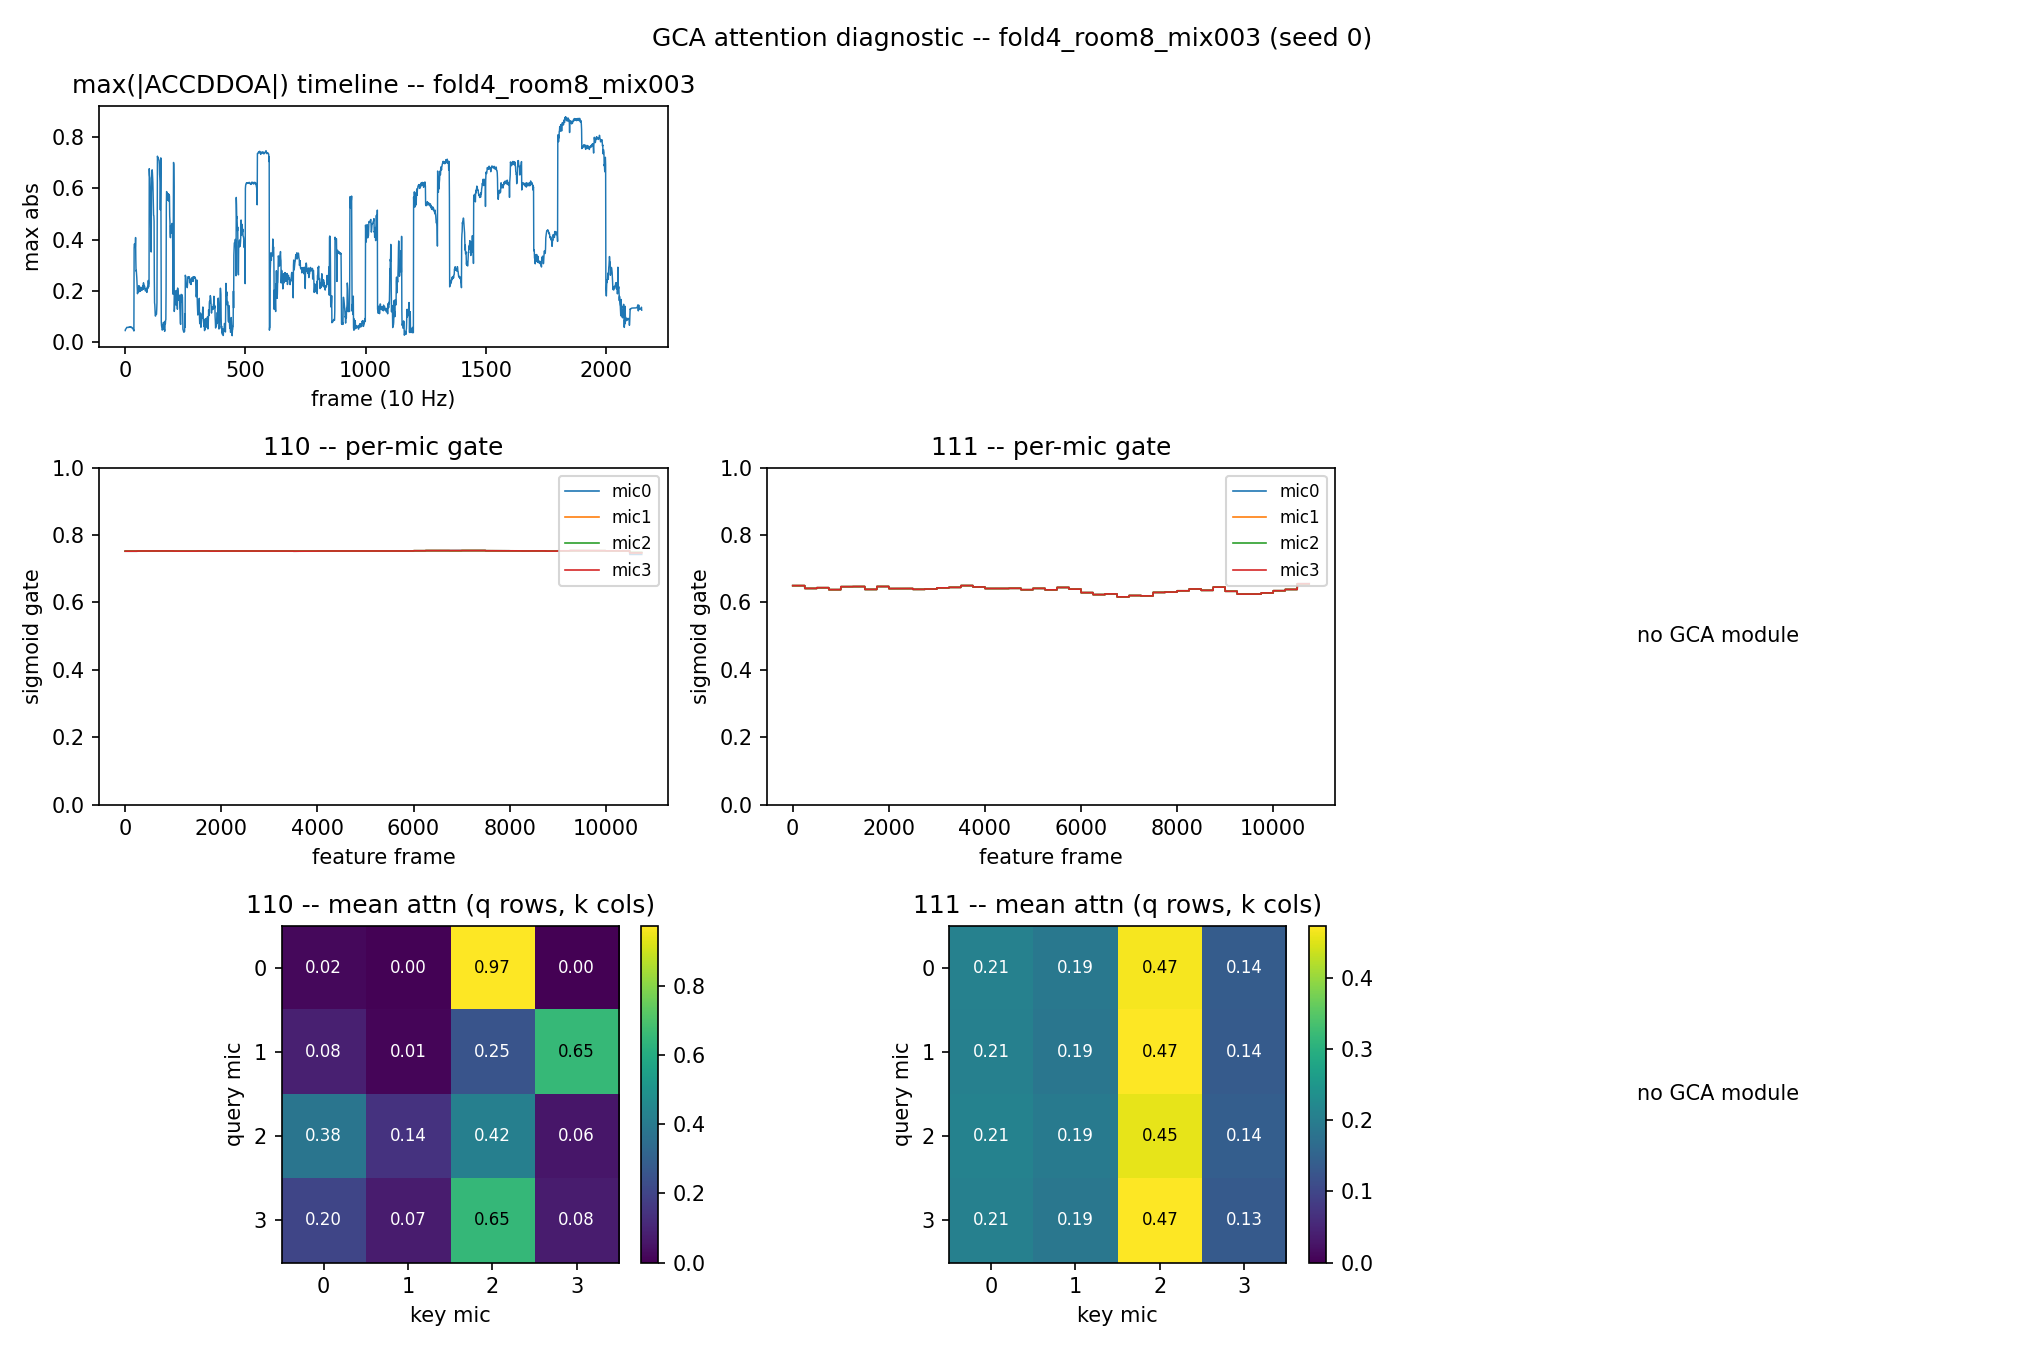 GCA attention diagnostic -- fold4_room8_mix003 (seed 0)
max(|ACCDDOA|) timeline -- fold4_room8_mix003
max abs
0.8
0.6
0.4
0.2
0.0
0 500 1000 1500 2000
frame (10 Hz)
110 -- per-mic gate
sigmoid gate
1.0
0.8
0.6
0.4
0.2
0.0
mic0
mic1
mic2
mic3
0 2000 4000 6000 8000 10000
feature frame
111 -- per-mic gate
sigmoid gate
1.0
0.8
0.6
0.4
0.2
0.0
mic0
mic1
mic2
mic3
0 2000 4000 6000 8000 10000
feature frame
no GCA module
110 -- mean attn (q rows, k cols)
query mic
0 0.02 0.00 0.97 0.00
1 0.08 0.01 0.25 0.65
2 0.38 0.14 0.42 0.06
3 0.20 0.07 0.65 0.08
0 1 2 3
key mic
0.8
0.6
0.4
0.2
0.0
111 -- mean attn (q rows, k cols)
query mic
0 0.21 0.19 0.47 0.14
1 0.21 0.19 0.47 0.14
2 0.21 0.19 0.45 0.14
3 0.21 0.19 0.47 0.13
0 1 2 3
key mic
0.4
0.3
0.2
0.1
0.0
no GCA module